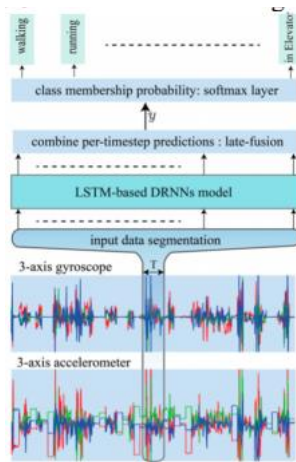 walking
running
in Elevator
class membership probability: softmax layer
y
combine per-timestep predictions : late-fusion
LSTM-based DRNNs model
input data segmentation
3-axis gyroscope
T
3-axis accelerometer